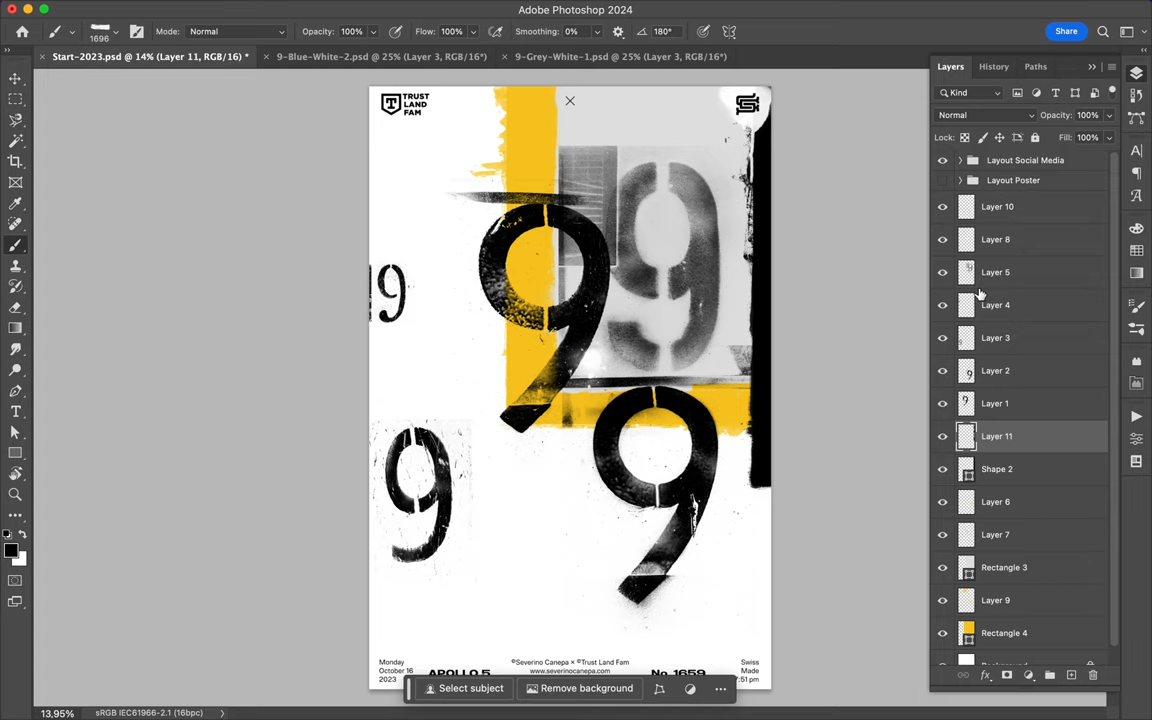 Adobe Photoshop 2024
1696
Mode: Normal
Opacity: 100%
Flow: 100%
Smoothing: 0%
180°
Share
Start-2023.psd @ 14% (Layer 11, RGB/16) *
9-Blue-White-2.psd @ 25% (Layer 3, RGB/16*)
9-Grey-White-1.psd @ 25% (Layer 3, RGB/16*)
Layers
History
Paths
Kind
Normal
Opacity: 100%
Lock:
Fill: 100%
Layout Social Media
Layout Poster
Layer 10
Layer 8
Layer 5
Layer 4
Layer 3
Layer 2
Layer 1
Layer 11
Shape 2
Layer 6
Layer 7
Rectangle 3
Layer 9
Rectangle 4
TRUST
LAND
FAM
9
9
19
9
9
Monday
October 16
2023
APOLLO 5
©Severino Canepa × ©Trust Land Fam
www.severinocanepa.com
No. 1659
Swiss
Made
7:51 pm
Select subject
Remove background
13,95%
sRGB IEC61966-2.1 (16bpc)